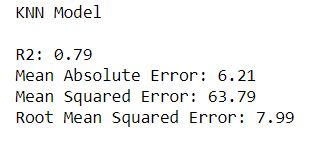 KNN Model
R2: 0.79
Mean Absolute Error: 6.21
Mean Squared Error: 63.79
Root Mean Squared Error: 7.99